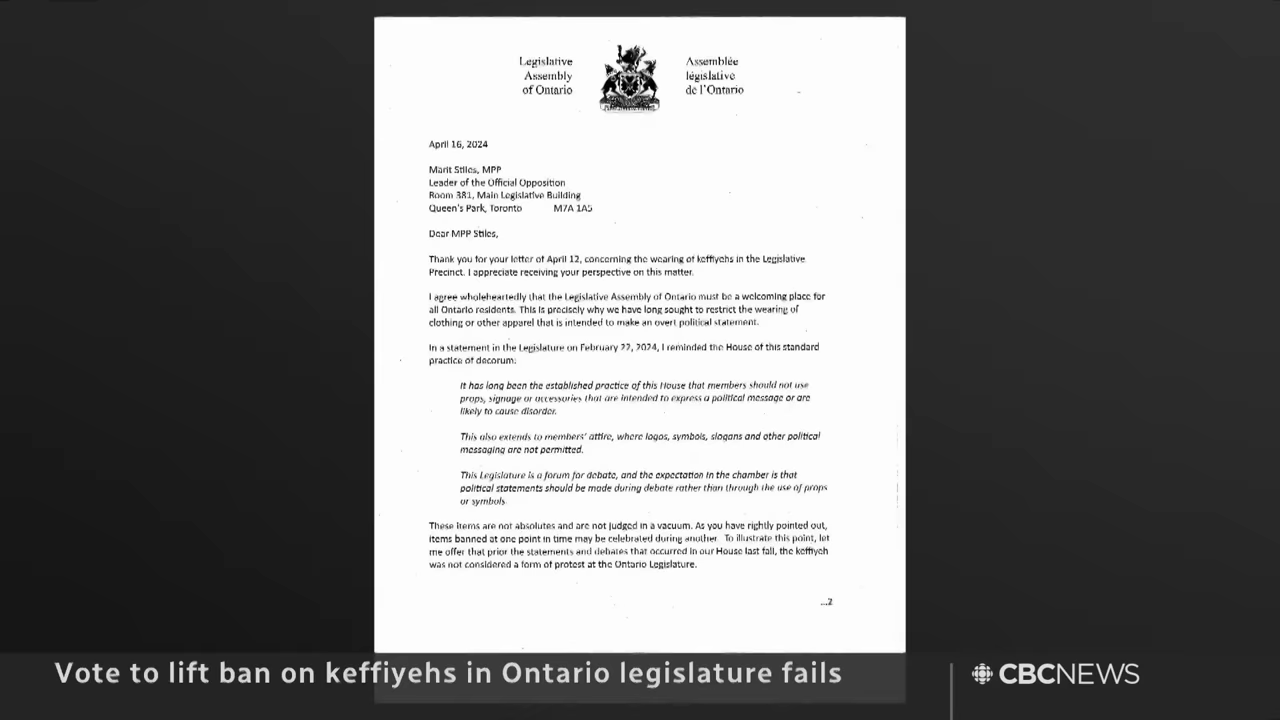 Legislative
Assembly
of Ontario
Assemblée
législative
de l'Ontario
April 16, 2024
Marit Stiles, MPP
Leader of the Official Opposition
Room 381, Main Legislative Building
Queen's Park, Toronto M7A 1A5
Dear MPP Stiles,
Thank you for your letter of April 12, concerning the wearing of keffiyehs in the Legislative
Precinct. I appreciate receiving your perspective on this matter.
I agree wholeheartedly that the Legislative Assembly of Ontario must be a welcoming place for
all Ontario residents. This is precisely why we have long sought to restrict the wearing of
clothing or other apparel that is intended to make an overt political statement.
In a statement in the Legislature on February 22, 2024, I reminded the House of this standard
practice of decorum:
It has long been the established practice of this House that members should not use
props, signage or accessories that are intended to express a political message or are
likely to cause disorder.
This also extends to members' attire, where logos, symbols, slogans and other political
messaging are not permitted.
This Legislature is a forum for debate, and the expectation in the chamber is that
political statements should be made during debate rather than through the use of props
or symbols.
These items are not absolutes and are not judged in a vacuum. As you have rightly pointed out,
items banned at one point in time may be celebrated during another. To illustrate this point, let
me offer that prior the statements and debates that occurred in our House last fall, the keffiyeh
was not considered a form of protest at the Ontario Legislature.
...2
Vote to lift ban on keffiyehs in Ontario legislature fails
CBCNEWS